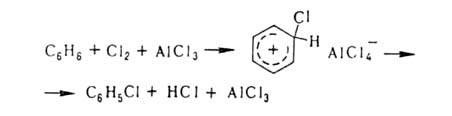 Cl
C₆H₆ + Cl₂ + AlCl₃ ⟶ + H AlCl₄⁻ ⟶
⟶ C₆H₅Cl + HCl + AlCl₃